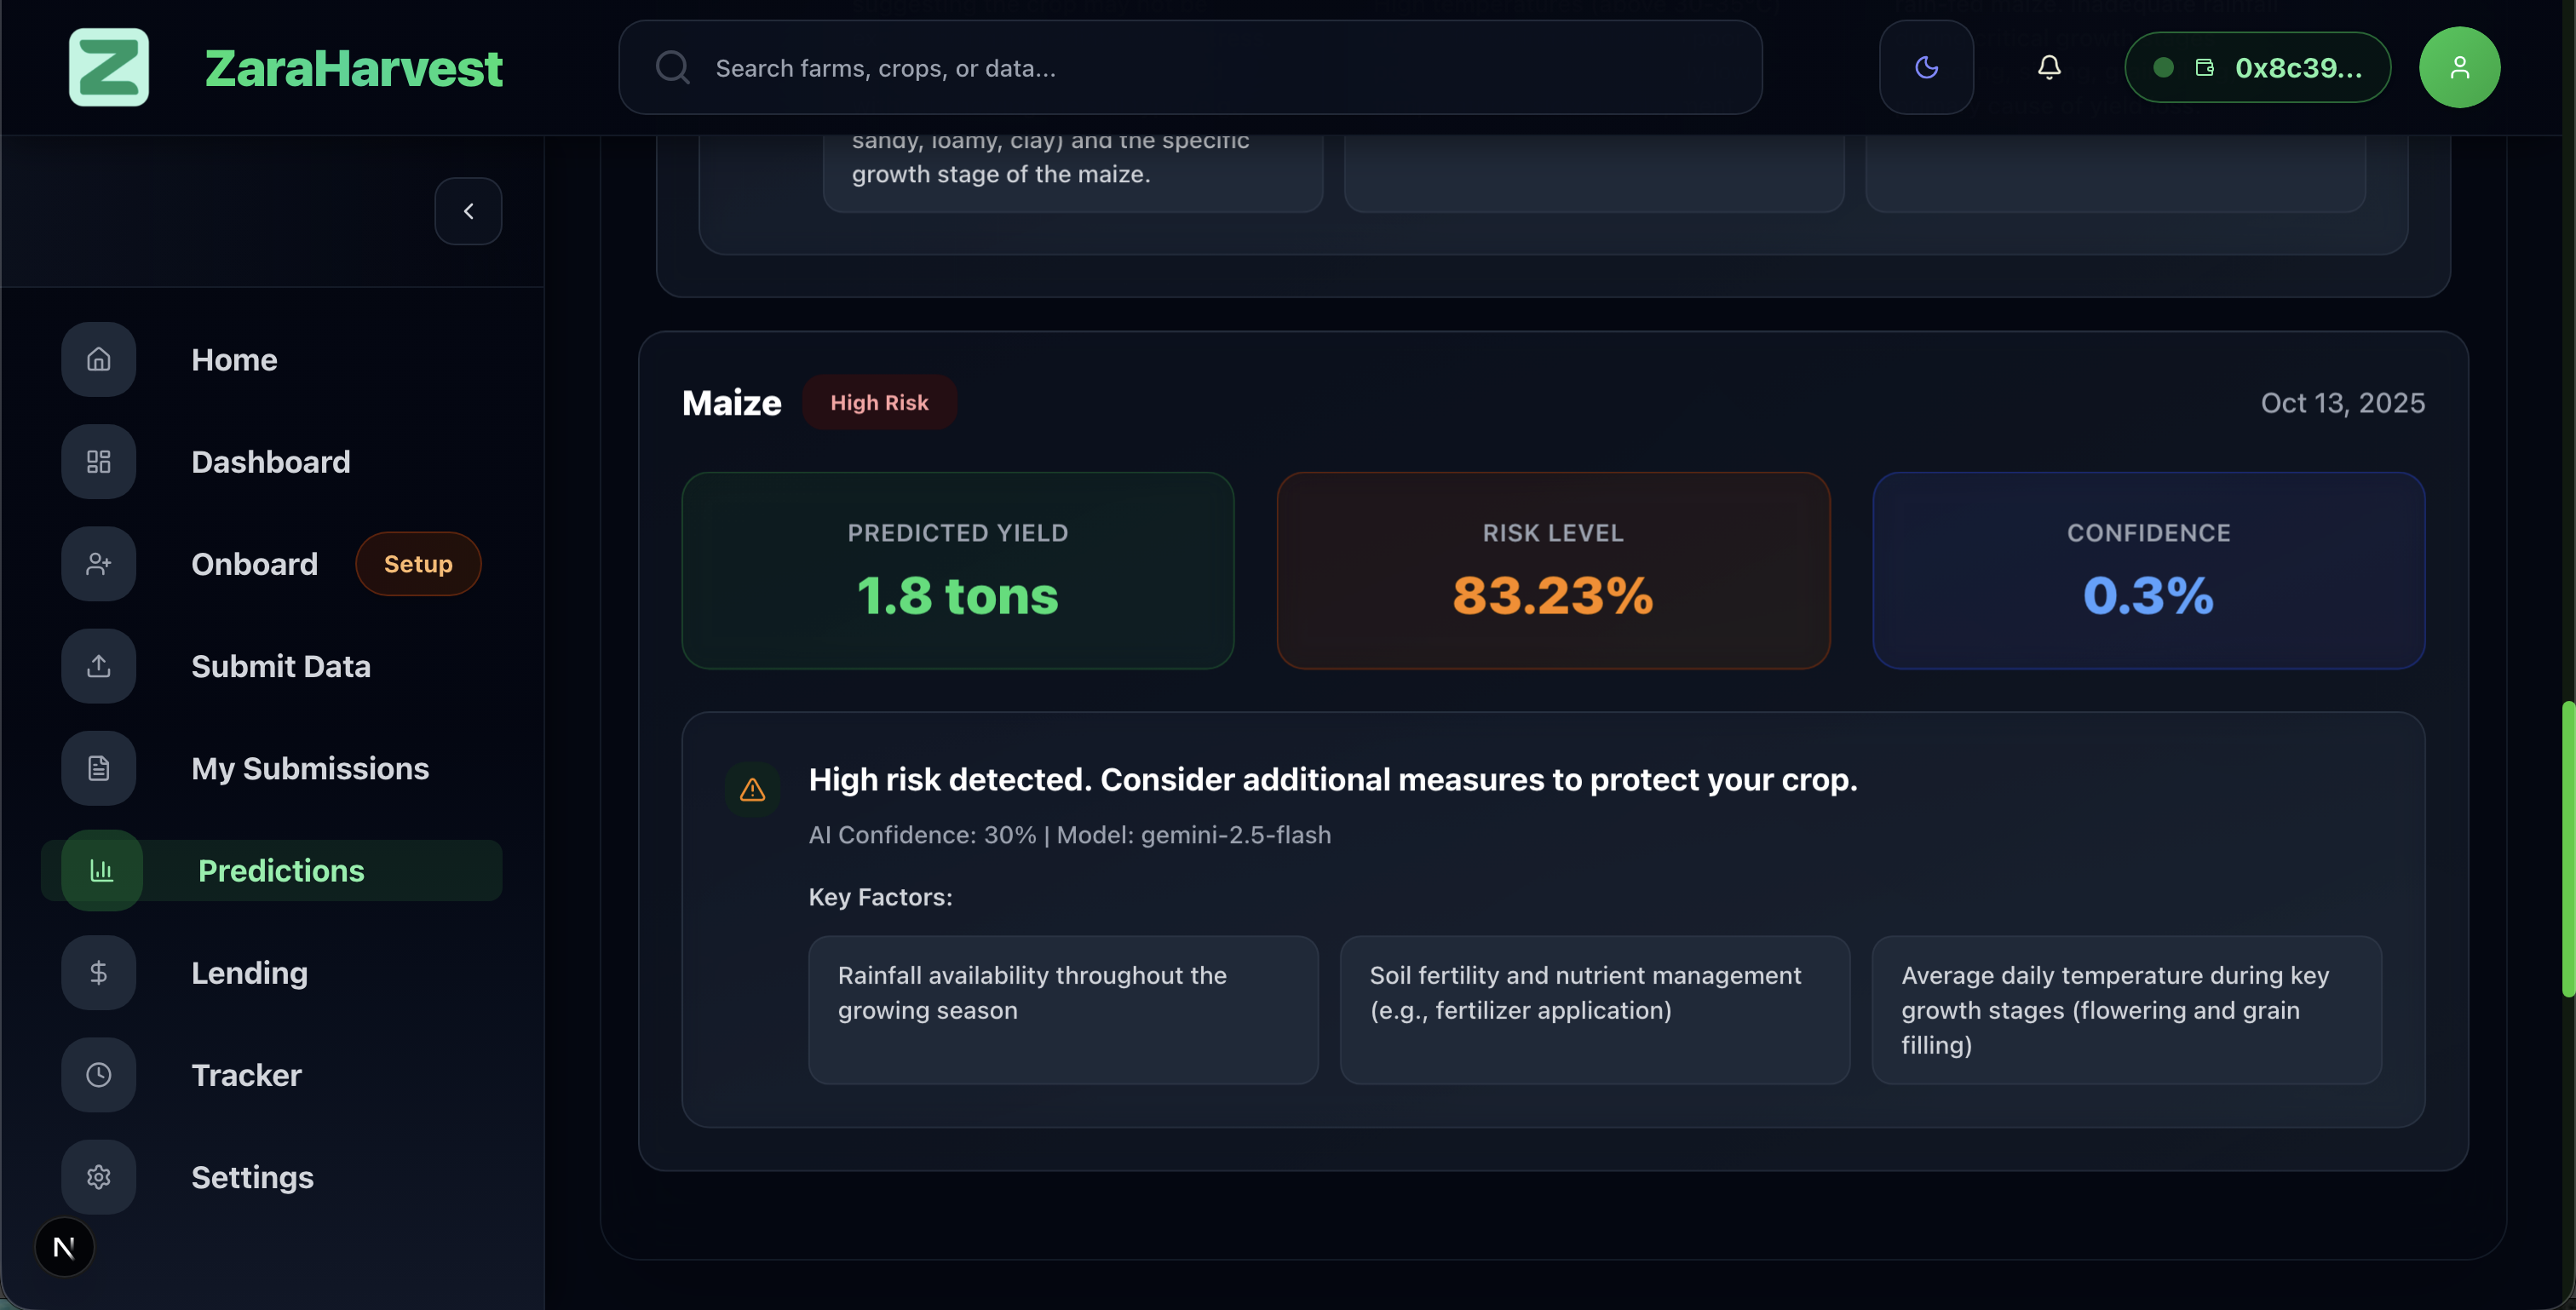 ZaraHarvest
Search farms, crops, or data...
0x8c39...
sandy, loamy, clay) and the specific
growth stage of the maize.
Home
Dashboard
Onboard
Setup
Submit Data
My Submissions
Predictions
Lending
Tracker
Settings
N
Maize
High Risk
Oct 13, 2025
PREDICTED YIELD
1.8 tons
RISK LEVEL
83.23%
CONFIDENCE
0.3%
High risk detected. Consider additional measures to protect your crop.
AI Confidence: 30% | Model: gemini-2.5-flash
Key Factors:
Rainfall availability throughout the
growing season
Soil fertility and nutrient management
(e.g., fertilizer application)
Average daily temperature during key
growth stages (flowering and grain
filling)